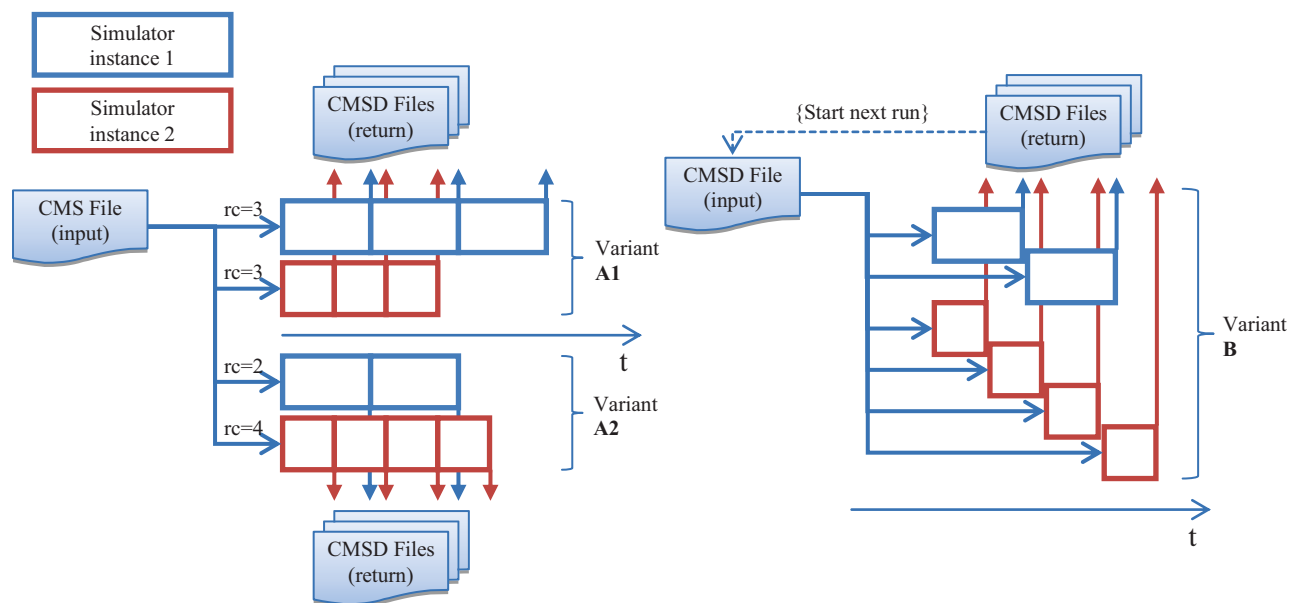 Simulator
instance 1
Simulator
instance 2
CMSD Files
(return)
CMS File
(input)
rc=3
rc=3
Variant
A1
t
rc=2
rc=4
Variant
A2
CMSD Files
(return)
{Start next run}
CMSD Files
(return)
CMSD File
(input)
Variant
B
t